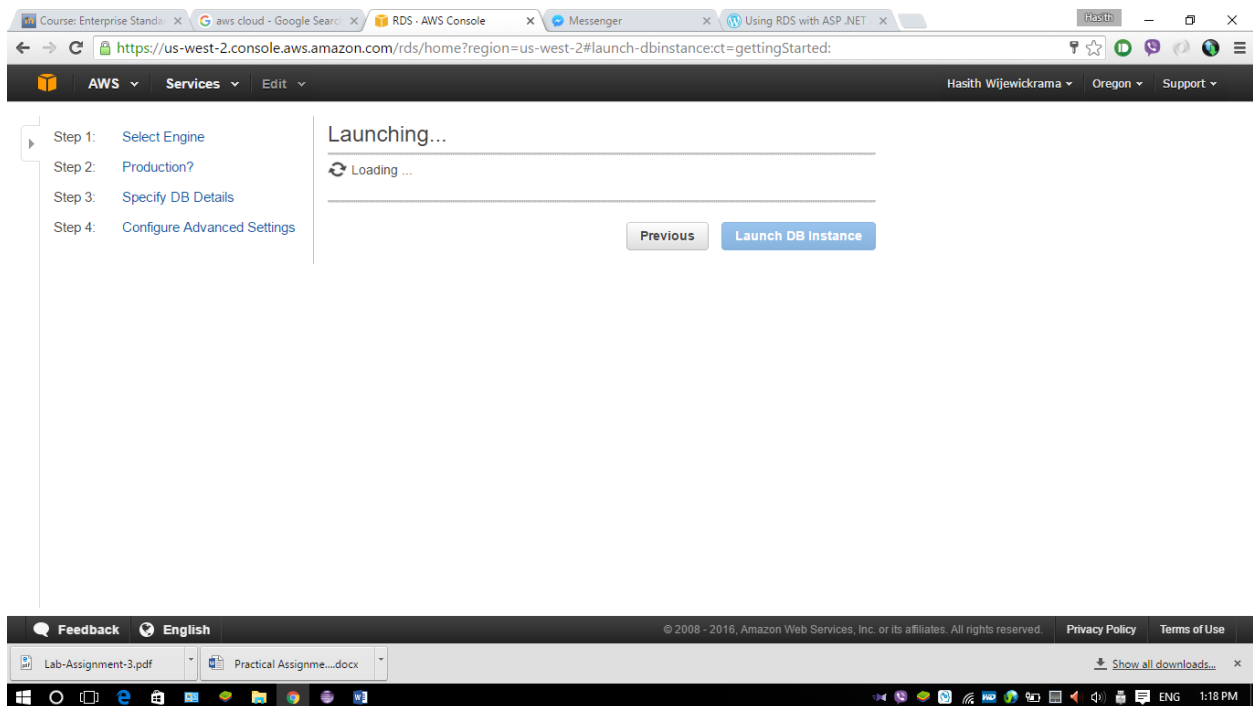 Course: Enterprise Standar
aws cloud - Google Searc
RDS · AWS Console
Messenger
Using RDS with ASP .NET
Hasith
https://us-west-2.console.aws.amazon.com/rds/home?region=us-west-2#launch-dbinstance:ct=gettingStarted:
AWS
Services
Edit
Hasith Wijewickrama
Oregon
Support
Step 1: Select Engine
Step 2: Production?
Step 3: Specify DB Details
Step 4: Configure Advanced Settings
Launching...
Loading ...
Previous
Launch DB Instance
Feedback
English
© 2008 - 2016, Amazon Web Services, Inc. or its affiliates. All rights reserved.
Privacy Policy
Terms of Use
Lab-Assignment-3.pdf
Practical Assignme....docx
Show all downloads...
ENG
1:18 PM